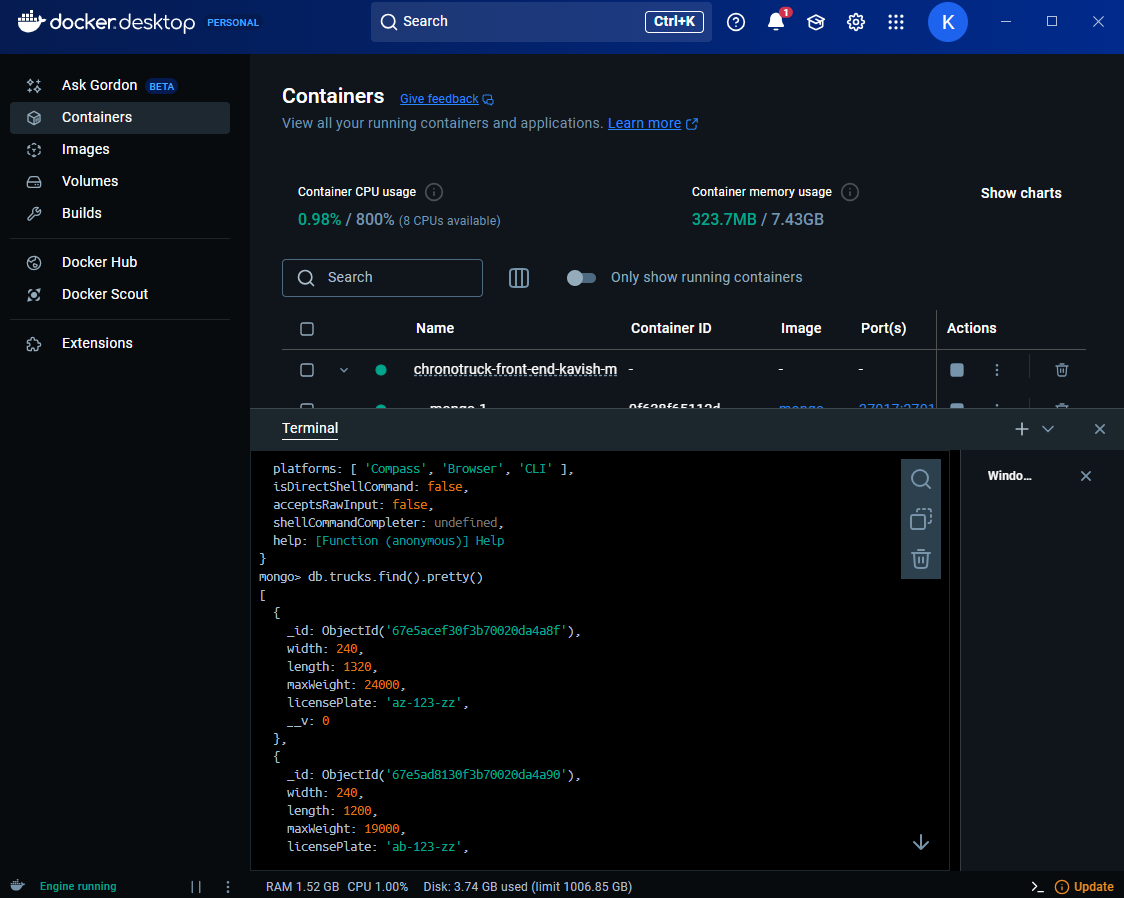 docker.desktop PERSONAL
Search
Ctrl+K
1
K
Ask Gordon BETA
Containers
Images
Volumes
Builds
Docker Hub
Docker Scout
Extensions
Containers Give feedback
View all your running containers and applications. Learn more
Container CPU usage
0.98% / 800% (8 CPUs available)
Container memory usage
323.7MB / 7.43GB
Show charts
Search
Only show running containers
Name Container ID Image Port(s) Actions
chronotruck-front-end-kavish-m - - -
mongo-1 0f638f65112d mongo 27017:2701
Terminal
Windo...
platforms: [ 'Compass', 'Browser', 'CLI' ],
isDirectShellCommand: false,
acceptsRawInput: false,
shellCommandCompleter: undefined,
help: [Function (anonymous)] Help
}
mongo> db.trucks.find().pretty()
[
{
_id: ObjectId('67e5acef30f3b70020da4a8f'),
width: 240,
length: 1320,
maxWeight: 24000,
licensePlate: 'az-123-zz',
__v: 0
},
{
_id: ObjectId('67e5ad8130f3b70020da4a90'),
width: 240,
length: 1200,
maxWeight: 19000,
licensePlate: 'ab-123-zz',
Engine running
RAM 1.52 GB CPU 1.00% Disk: 3.74 GB used (limit 1006.85 GB)
>_
Update